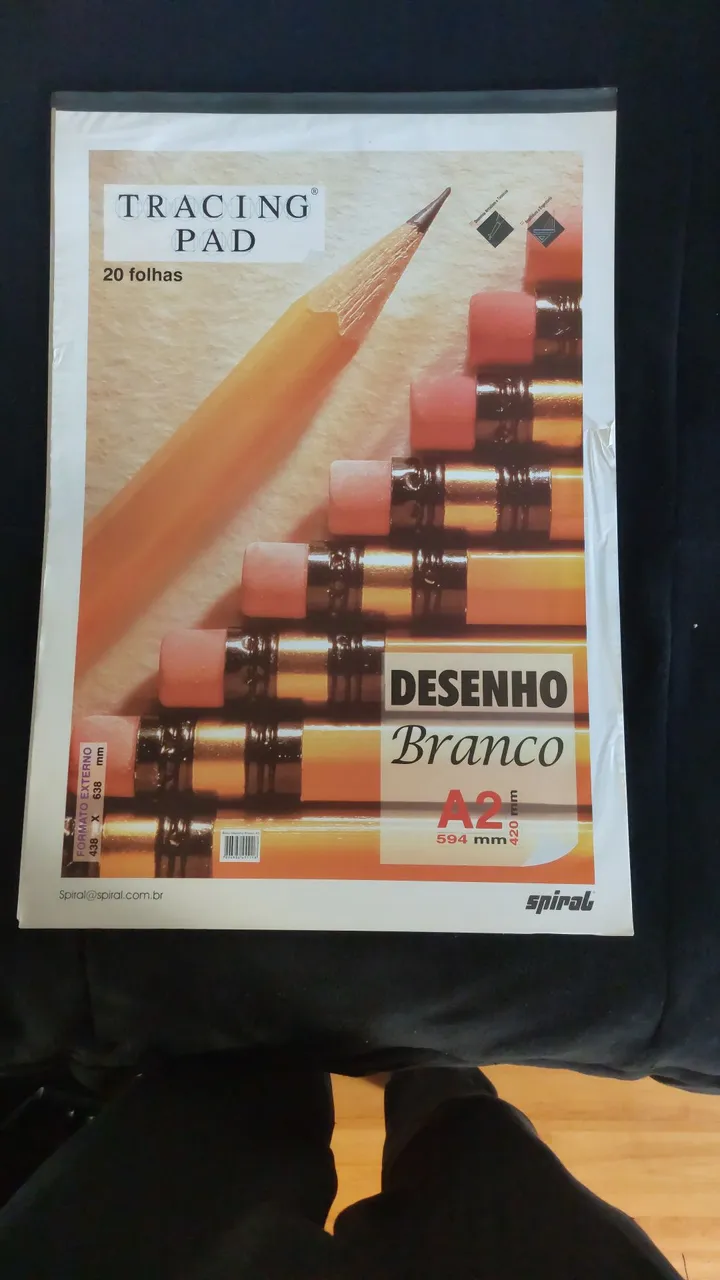 TRACING®
PAD
20 folhas
DESENHO
Branco
A2
594 mm
420 mm
FORMATO EXTERNO
438 X 638 mm
Spiral@spiral.com.br
spiral